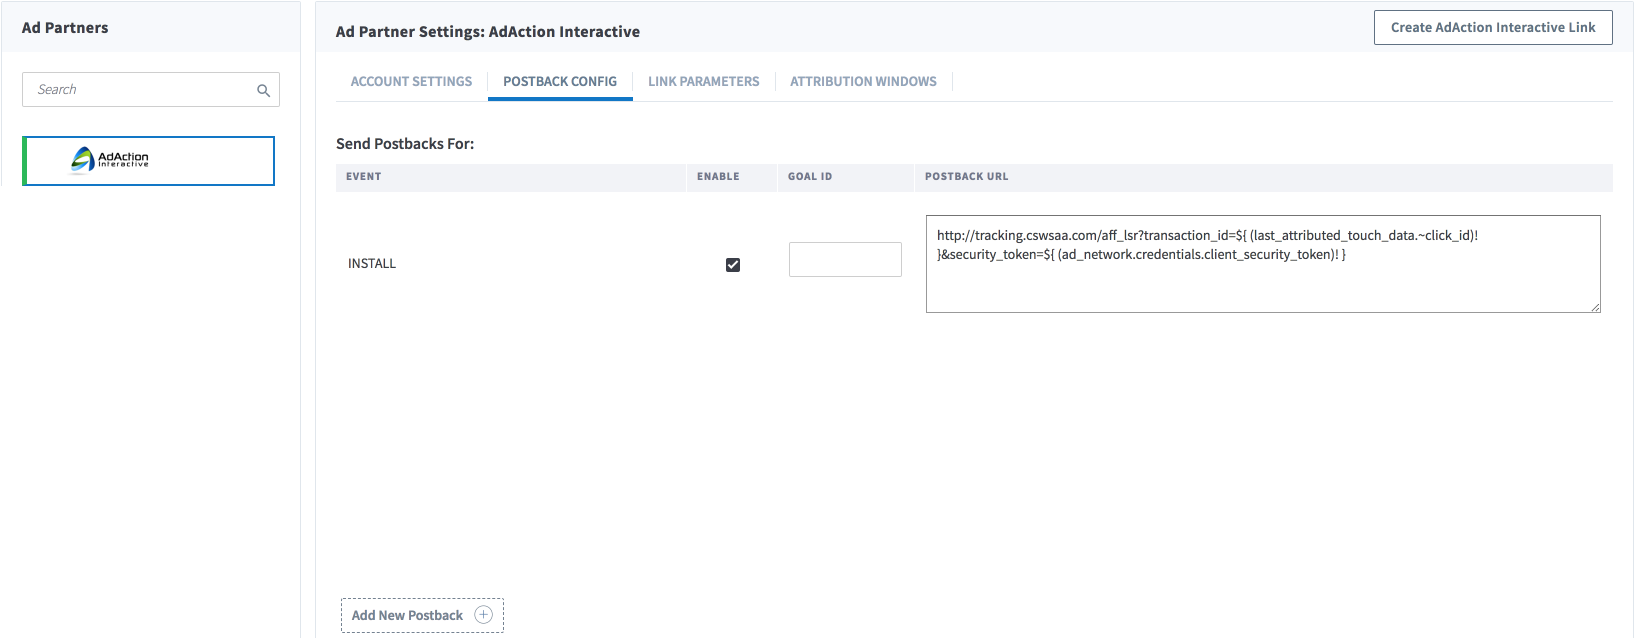 Ad Partners
Search
AdAction
Interactive
Ad Partner Settings: AdAction Interactive
Create AdAction Interactive Link
ACCOUNT SETTINGS
POSTBACK CONFIG
LINK PARAMETERS
ATTRIBUTION WINDOWS
Send Postbacks For:
EVENT
ENABLE
GOAL ID
POSTBACK URL
INSTALL
http://tracking.cswsaa.com/aff_lsr?transaction_id=${ (last_attributed_touch_data.~click_id)!
}&security_token=${ (ad_network.credentials.client_security_token)! }
Add New Postback